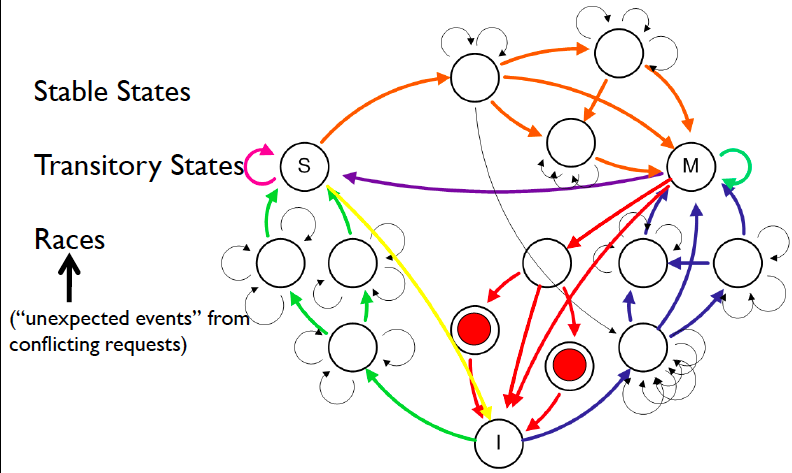 Stable States
Transitory States
S
M
Races
("unexpected events" from
conflicting requests)
I